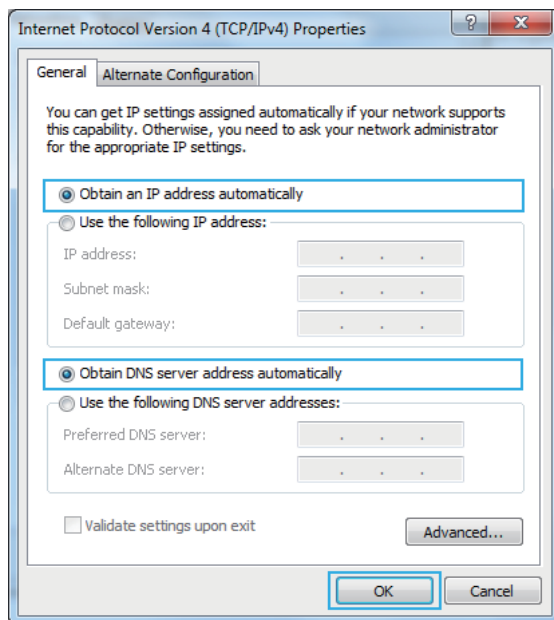 Internet Protocol Version 4 (TCP/IPv4) Properties
General
Alternate Configuration
You can get IP settings assigned automatically if your network supports
this capability. Otherwise, you need to ask your network administrator
for the appropriate IP settings.
Obtain an IP address automatically
Use the following IP address:
IP address:
Subnet mask:
Default gateway:
Obtain DNS server address automatically
Use the following DNS server addresses:
Preferred DNS server:
Alternate DNS server:
Validate settings upon exit
Advanced...
OK
Cancel